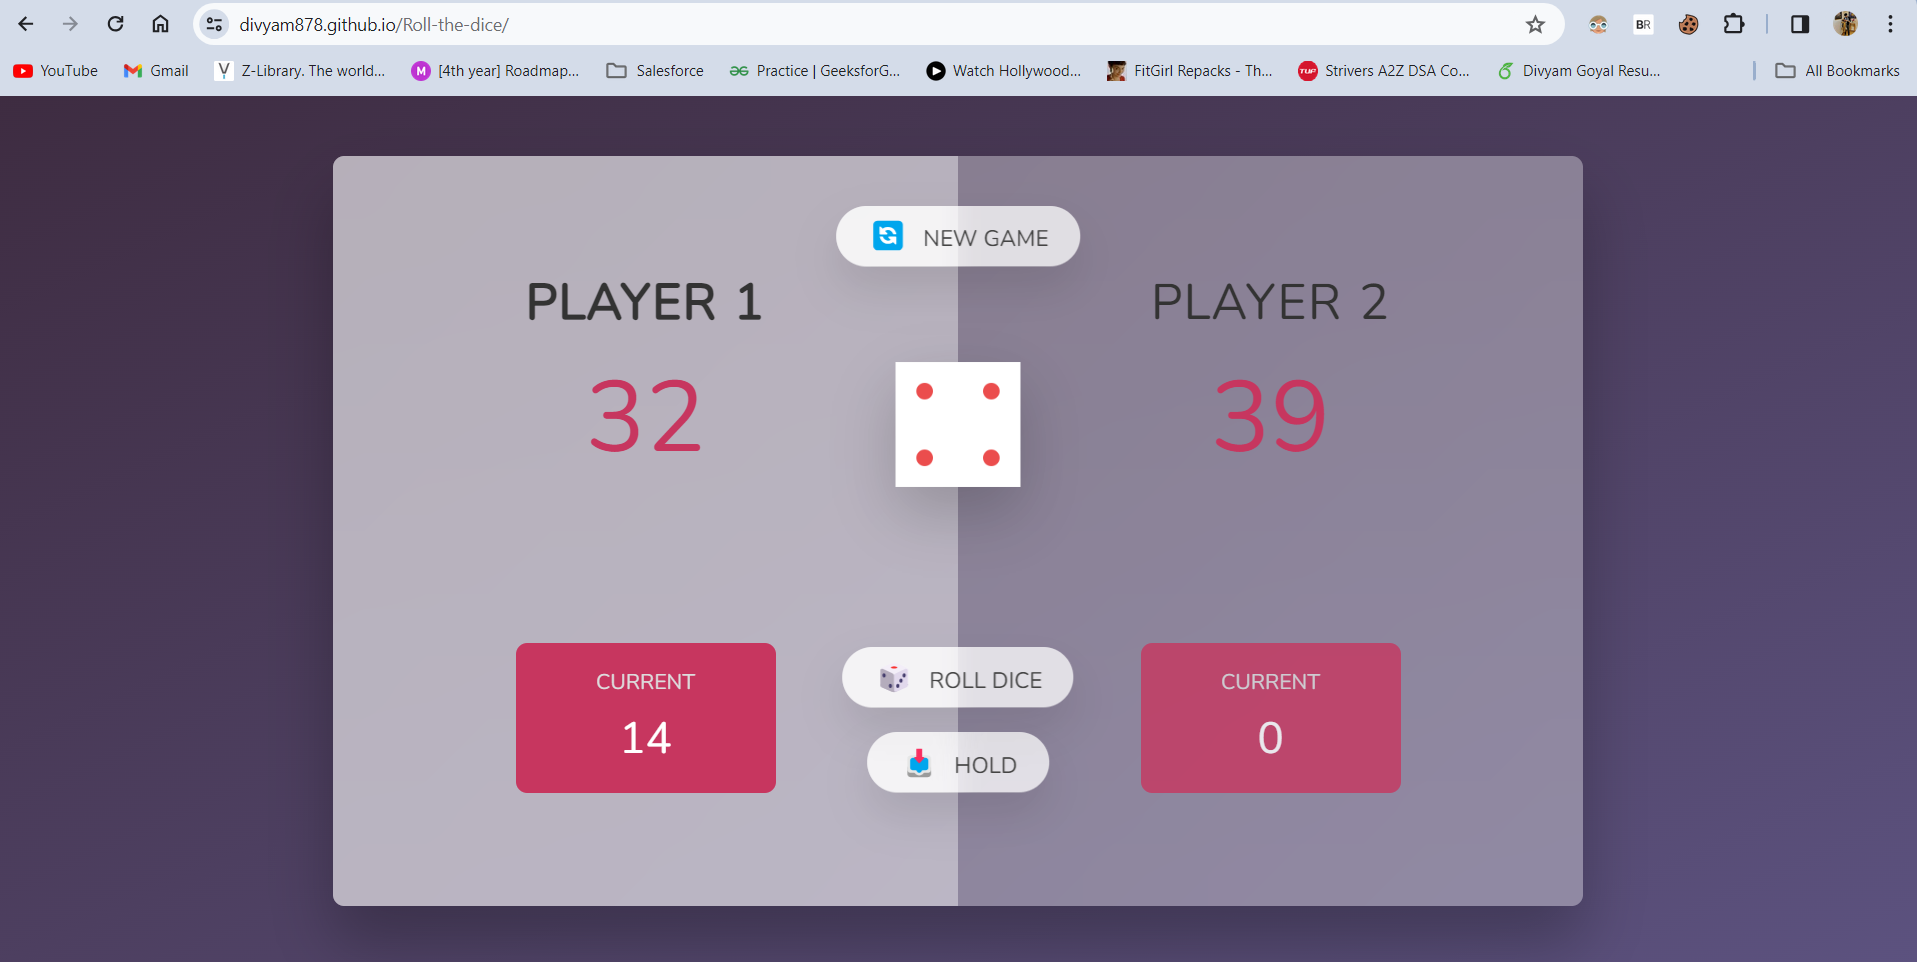 divyam878.github.io/Roll-the-dice/
BR
YouTube
Gmail
Z-Library. The world...
M [4th year] Roadmap...
Salesforce
Practice | GeeksforG...
Watch Hollywood...
FitGirl Repacks - Th...
TUF Strivers A2Z DSA Co...
Divyam Goyal Resu...
All Bookmarks
NEW GAME
PLAYER 1
PLAYER 2
32
39
CURRENT
14
ROLL DICE
HOLD
CURRENT
0